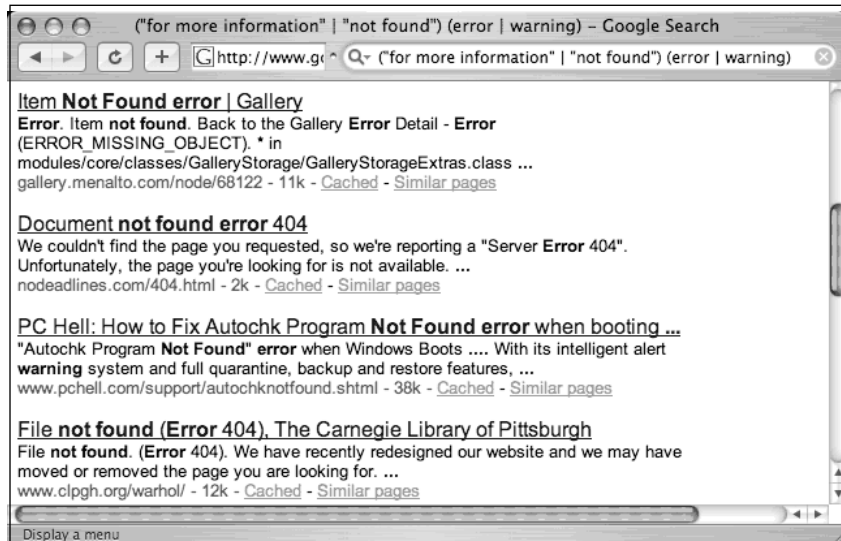 ("for more information" | "not found") (error | warning) – Google Search
G http://www.go ("for more information" | "not found") (error | warning)
Item Not Found error | Gallery
Error. Item not found. Back to the Gallery Error Detail - Error
(ERROR_MISSING_OBJECT). * in
modules/core/classes/GalleryStorage/GalleryStorageExtras.class ...
gallery.menalto.com/node/68122 - 11k - Cached - Similar pages
Document not found error 404
We couldn't find the page you requested, so we're reporting a "Server Error 404".
Unfortunately, the page you're looking for is not available. ...
nodeadlines.com/404.html - 2k - Cached - Similar pages
PC Hell: How to Fix Autochk Program Not Found error when booting ...
"Autochk Program Not Found" error when Windows Boots .... With its intelligent alert
warning system and full quarantine, backup and restore features, ...
www.pchell.com/support/autochknotfound.shtml - 38k - Cached - Similar pages
File not found (Error 404), The Carnegie Library of Pittsburgh
File not found. (Error 404). We have recently redesigned our website and we may have
moved or removed the page you are looking for. ...
www.clpgh.org/warhol/ - 12k - Cached - Similar pages
Display a menu